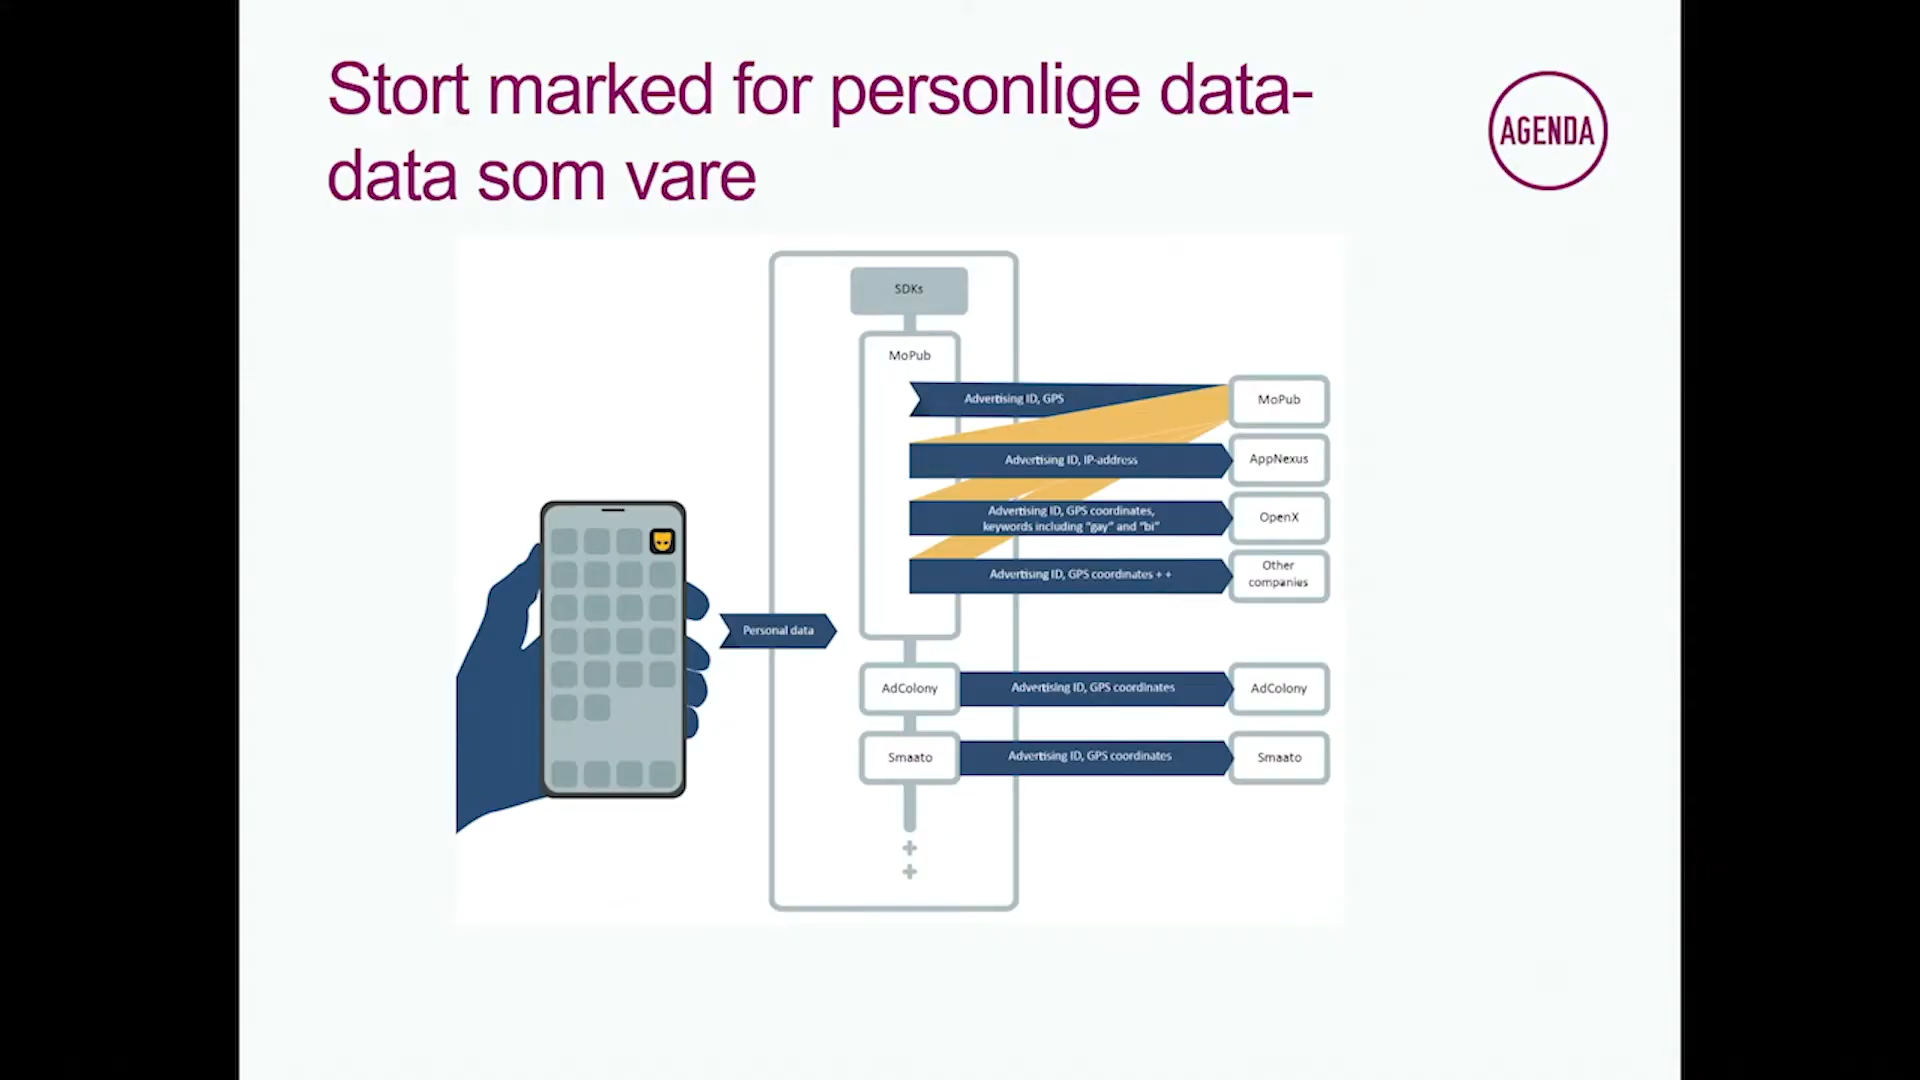 Stort marked for personlige data-
data som vare
AGENDA
SDKs
MoPub
Advertising ID, GPS
MoPub
Advertising ID, IP-address
AppNexus
Advertising ID, GPS coordinates,
keywords including “gay” and “bi”
OpenX
Advertising ID, GPS coordinates + +
Other
companies
Personal data
AdColony
Advertising ID, GPS coordinates
AdColony
Smaato
Advertising ID, GPS coordinates
Smaato
+
+